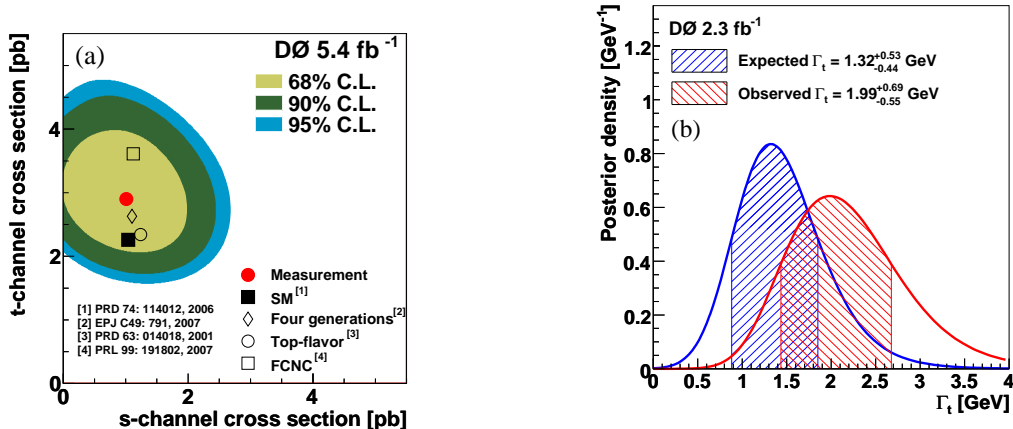 (a)
DØ 5.4 fb -1
68% C.L.
90% C.L.
95% C.L.
t-channel cross section [pb]
4
2
0
Measurement
SM[1]
Four generations[2]
Top-flavor[3]
FCNC[4]
[1] PRD 74: 114012, 2006
[2] EPJ C49: 791, 2007
[3] PRD 63: 014018, 2001
[4] PRL 99: 191802, 2007
0 2 4
s-channel cross section [pb]
DØ 2.3 fb-1
Expected Γt = 1.32 +0.53 -0.44 GeV
Observed Γt = 1.99 +0.69 -0.55 GeV
(b)
Posterior density [GeV-1]
1.2
1
0.8
0.6
0.4
0.2
0
0 0.5 1 1.5 2 2.5 3 3.5 4
Γt [GeV]